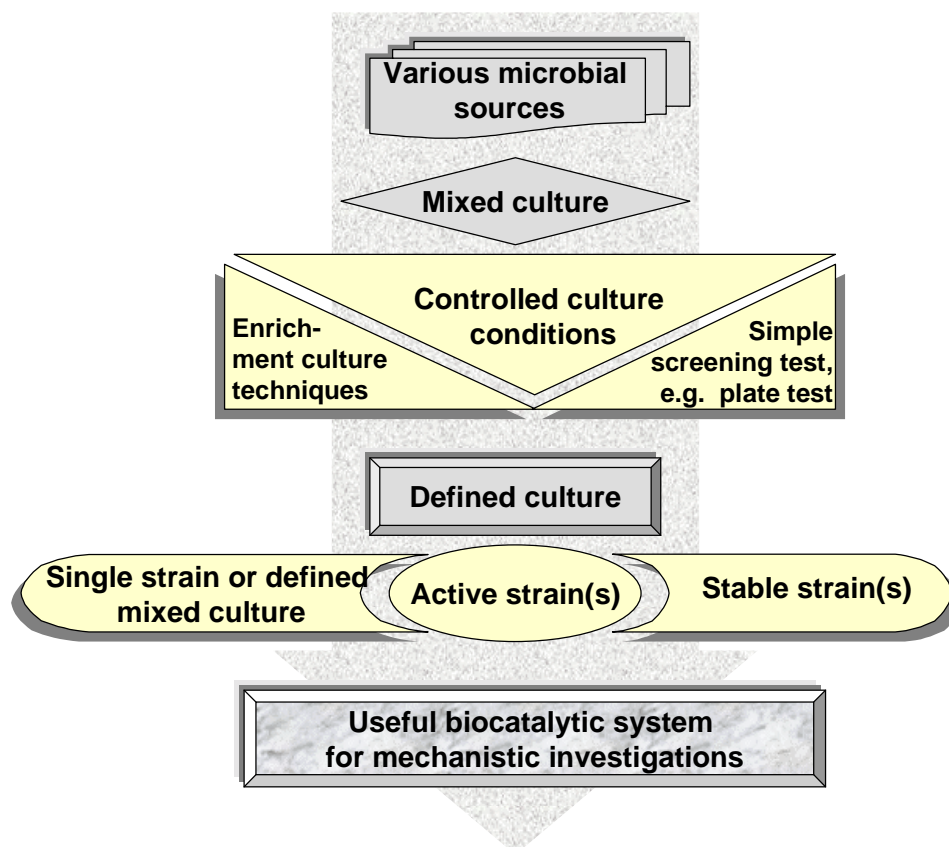 Various microbial
sources
Mixed culture
Controlled culture
conditions
Enrich-
ment culture
techniques
Simple
screening test,
e.g. plate test
Defined culture
Single strain or defined
mixed culture
Active strain(s)
Stable strain(s)
Useful biocatalytic system
for mechanistic investigations